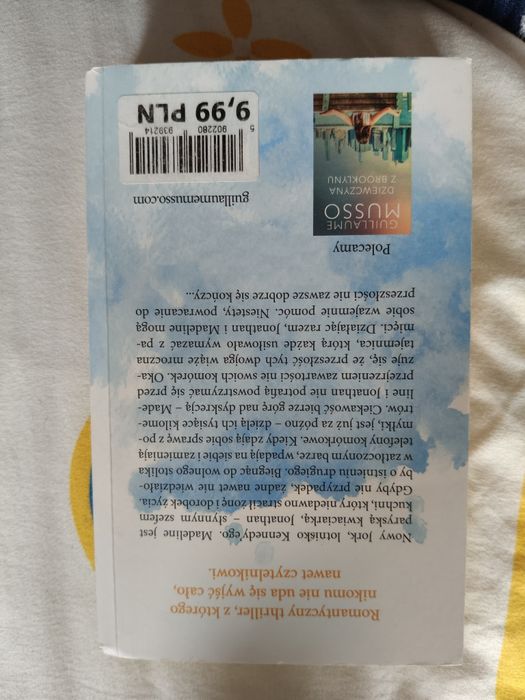 Romantyczny thriller, z którego
nikomu nie uda się wyjść cało,
nawet czytelnikowi.
Nowy Jork, lotnisko Kennedy'ego. Madeline jest
paryską kwiaciarką, Jonathan – słynnym szefem
kuchni, który niedawno stracił żonę i dorobek życia.
Gdyby nie przypadek, żadne nawet nie wiedziało-
by o istnieniu drugiego. Biegnąc do wolnego stolika
w zatłoczonym barze, wpadają na siebie i zamieniają
telefony komórkowe. Kiedy zdają sobie sprawę z po-
myłki, jest już za późno – dzielą ich tysiące kilome-
trów. Ciekawość bierze górę nad dyskrecją – Made-
line i Jonathan nie potrafią powstrzymać się przed
przejrzeniem zawartości nie swoich komórek. Oka-
zuje się, że przeszłość tych dwojga wiąże mroczna
tajemnica, którą każde usiłowało wymazać z pa-
mięci. Działając razem, Jonathan i Madeline mogą
sobie wzajemnie pomóc. Niestety, powracanie do
przeszłości nie zawsze dobrze się kończy...
Polecamy
GUILLAUME
MUSSO
DZIEWCZYNA
Z BROOKLYNU
guillaumemusso.com
5 902280 939214
9,99 PLN